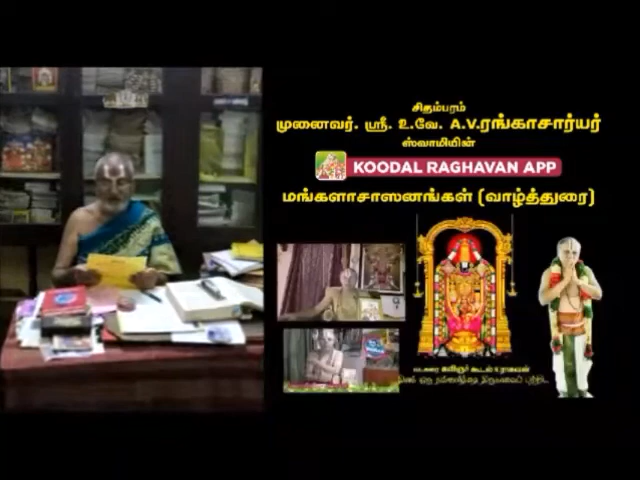 சிதம்பரம்
முனைவர். ஸ்ரீ. உ.வே. A.V.ரங்காசார்யர்
ஸ்வாமியின்
KOODAL RAGHAVAN APP
மங்களாசாஸனங்கள் (வாழ்த்துரை)